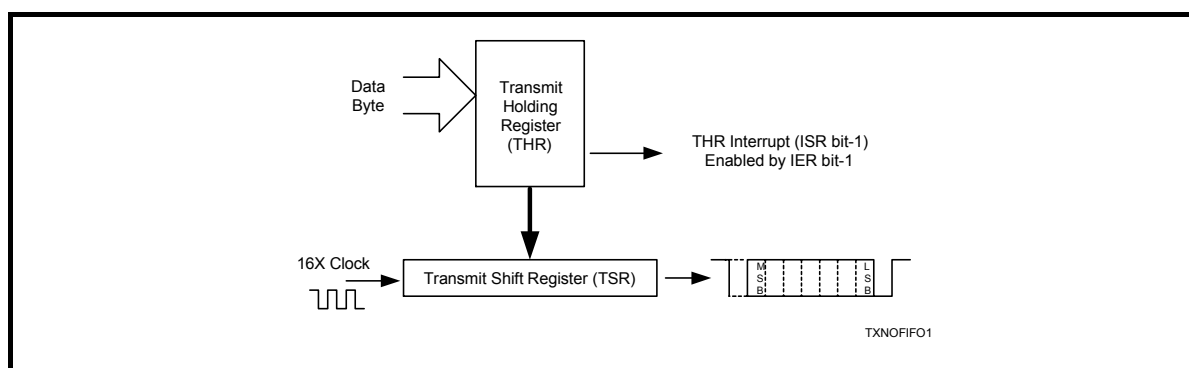 Data
Byte
Transmit
Holding
Register
(THR)
THR Interrupt (ISR bit-1)
Enabled by IER bit-1
16X Clock
Transmit Shift Register (TSR)
M
S
B
L
S
B
TXNOFIFO1